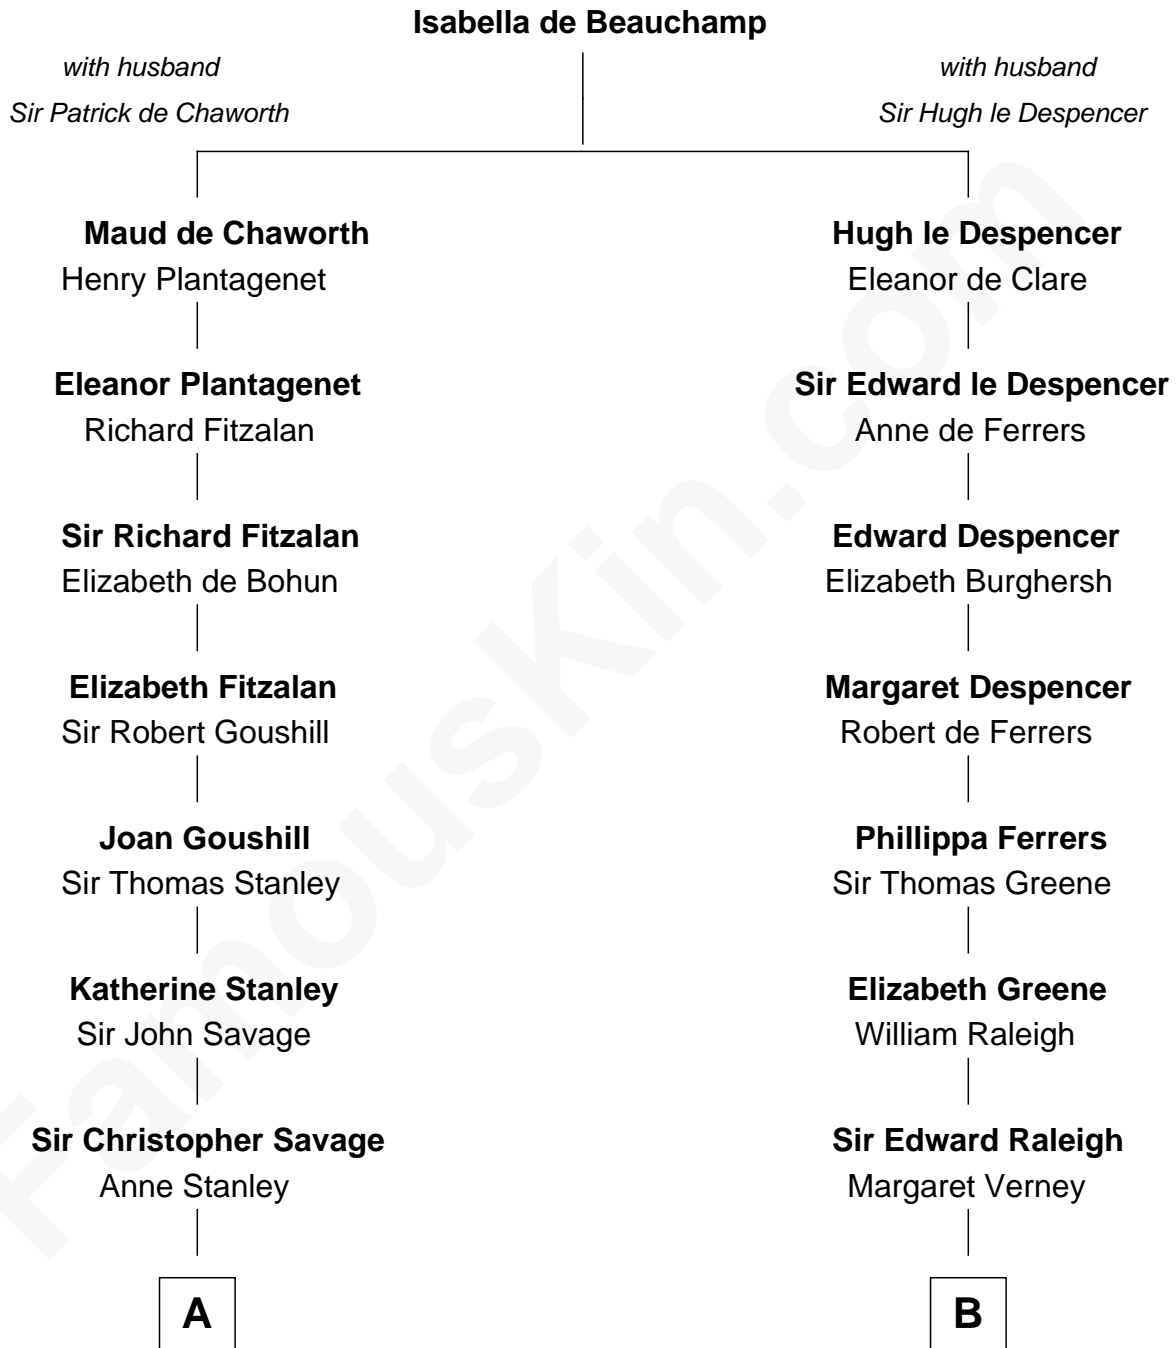 Isabella de Beauchamp
with husband
Sir Patrick de Chaworth
with husband
Sir Hugh le Despencer
Maud de Chaworth
Henry Plantagenet
Hugh le Despencer
Eleanor de Clare
Eleanor Plantagenet
Richard Fitzalan
Sir Edward le Despencer
Anne de Ferrers
Sir Richard Fitzalan
Elizabeth de Bohun
Edward Despencer
Elizabeth Burghersh
Elizabeth Fitzalan
Sir Robert Goushill
Margaret Despencer
Robert de Ferrers
Joan Goushill
Sir Thomas Stanley
Phillippa Ferrers
Sir Thomas Greene
Katherine Stanley
Sir John Savage
Elizabeth Greene
William Raleigh
Sir Christopher Savage
Anne Stanley
Sir Edward Raleigh
Margaret Verney
A
B
FamousKin.com